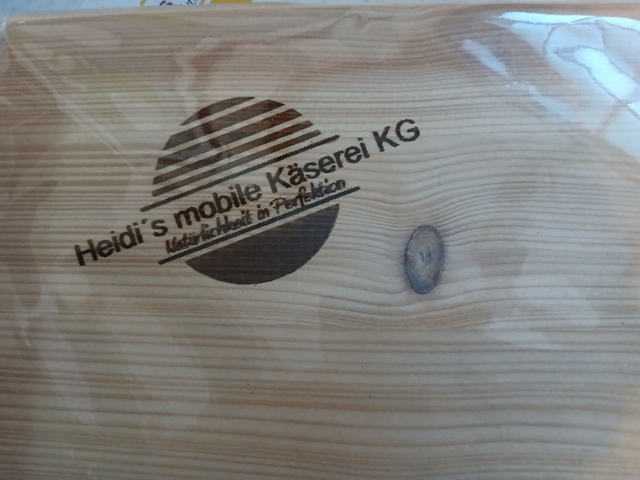 Heidi´s mobile Käserei KG
Natürlichkeit in Perfektion